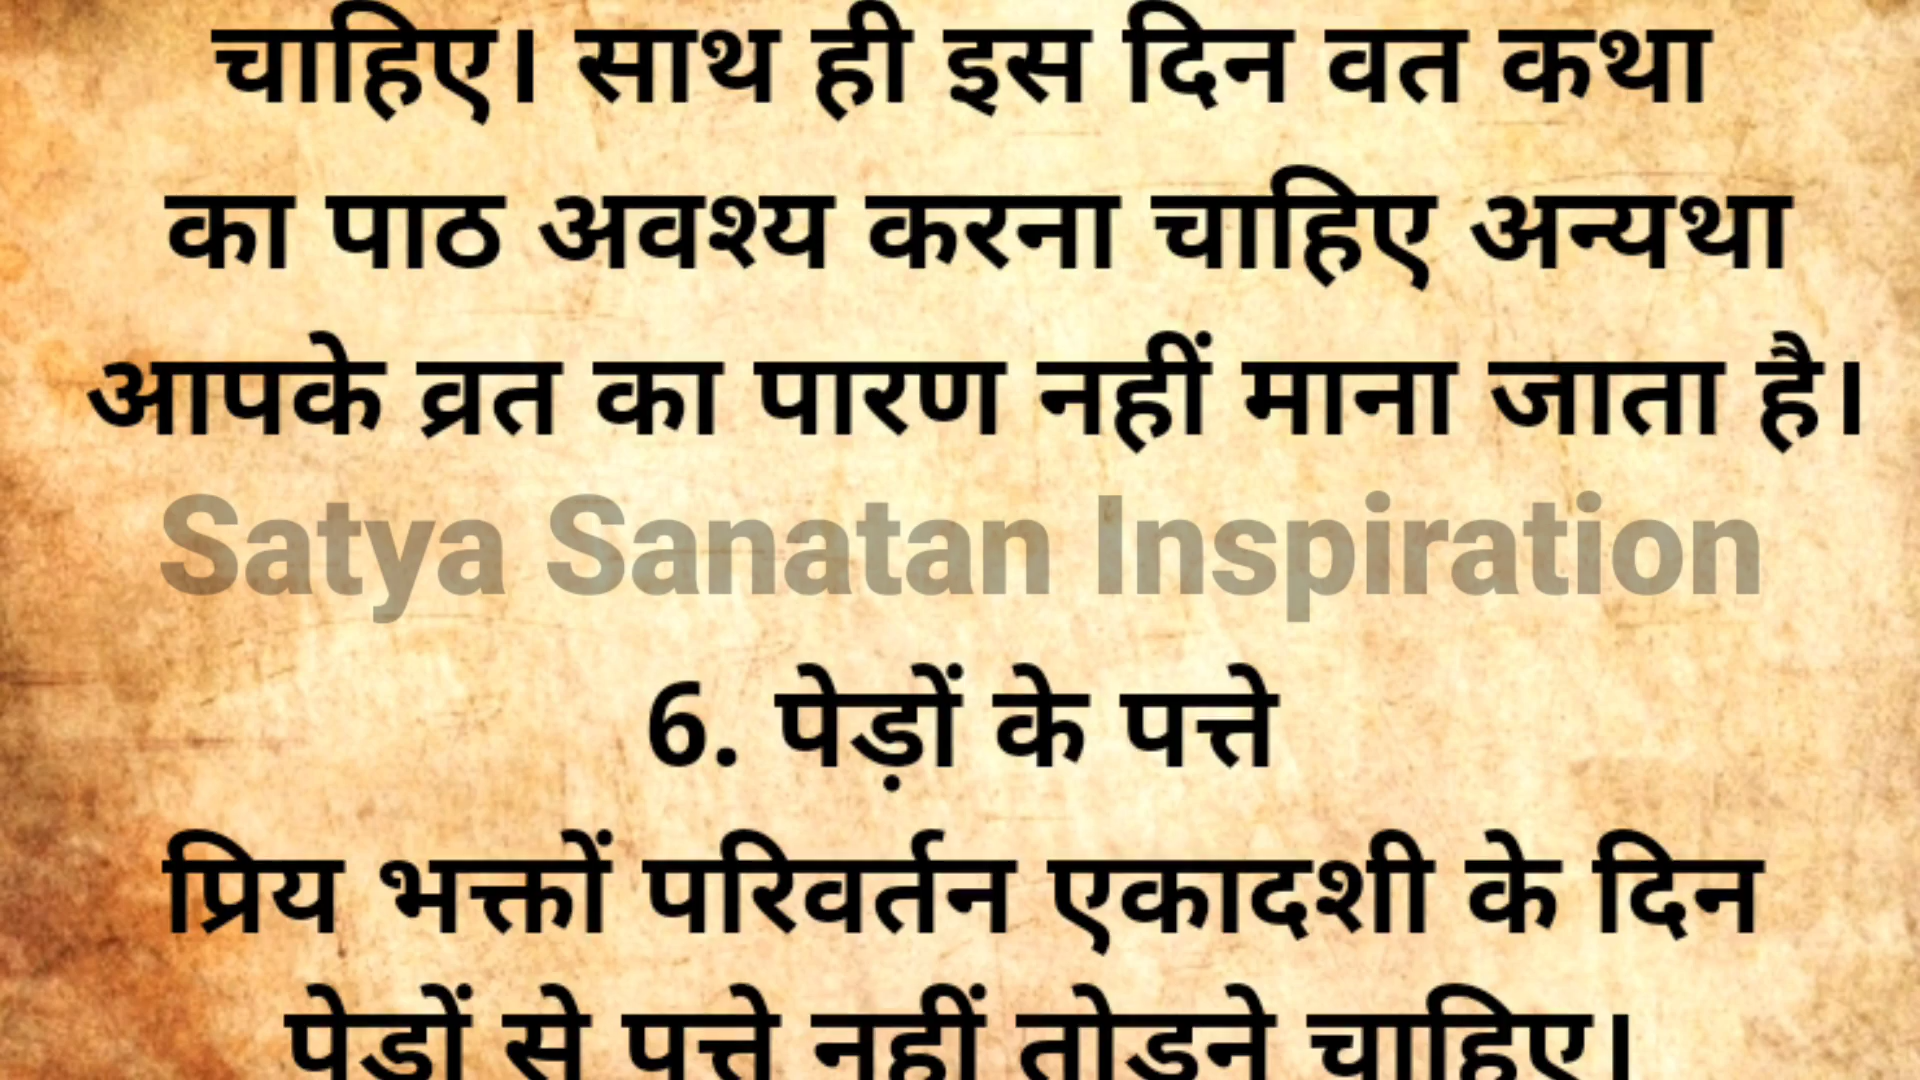 चाहिए। साथ ही इस दिन वत कथा
का पाठ अवश्य करना चाहिए अन्यथा
आपके व्रत का पारण नहीं माना जाता है।
Satya Sanatan Inspiration
6. पेड़ों के पत्ते
प्रिय भक्तों परिवर्तन एकादशी के दिन
पेड़ों से पत्ते नहीं तोड़ने चाहिए।